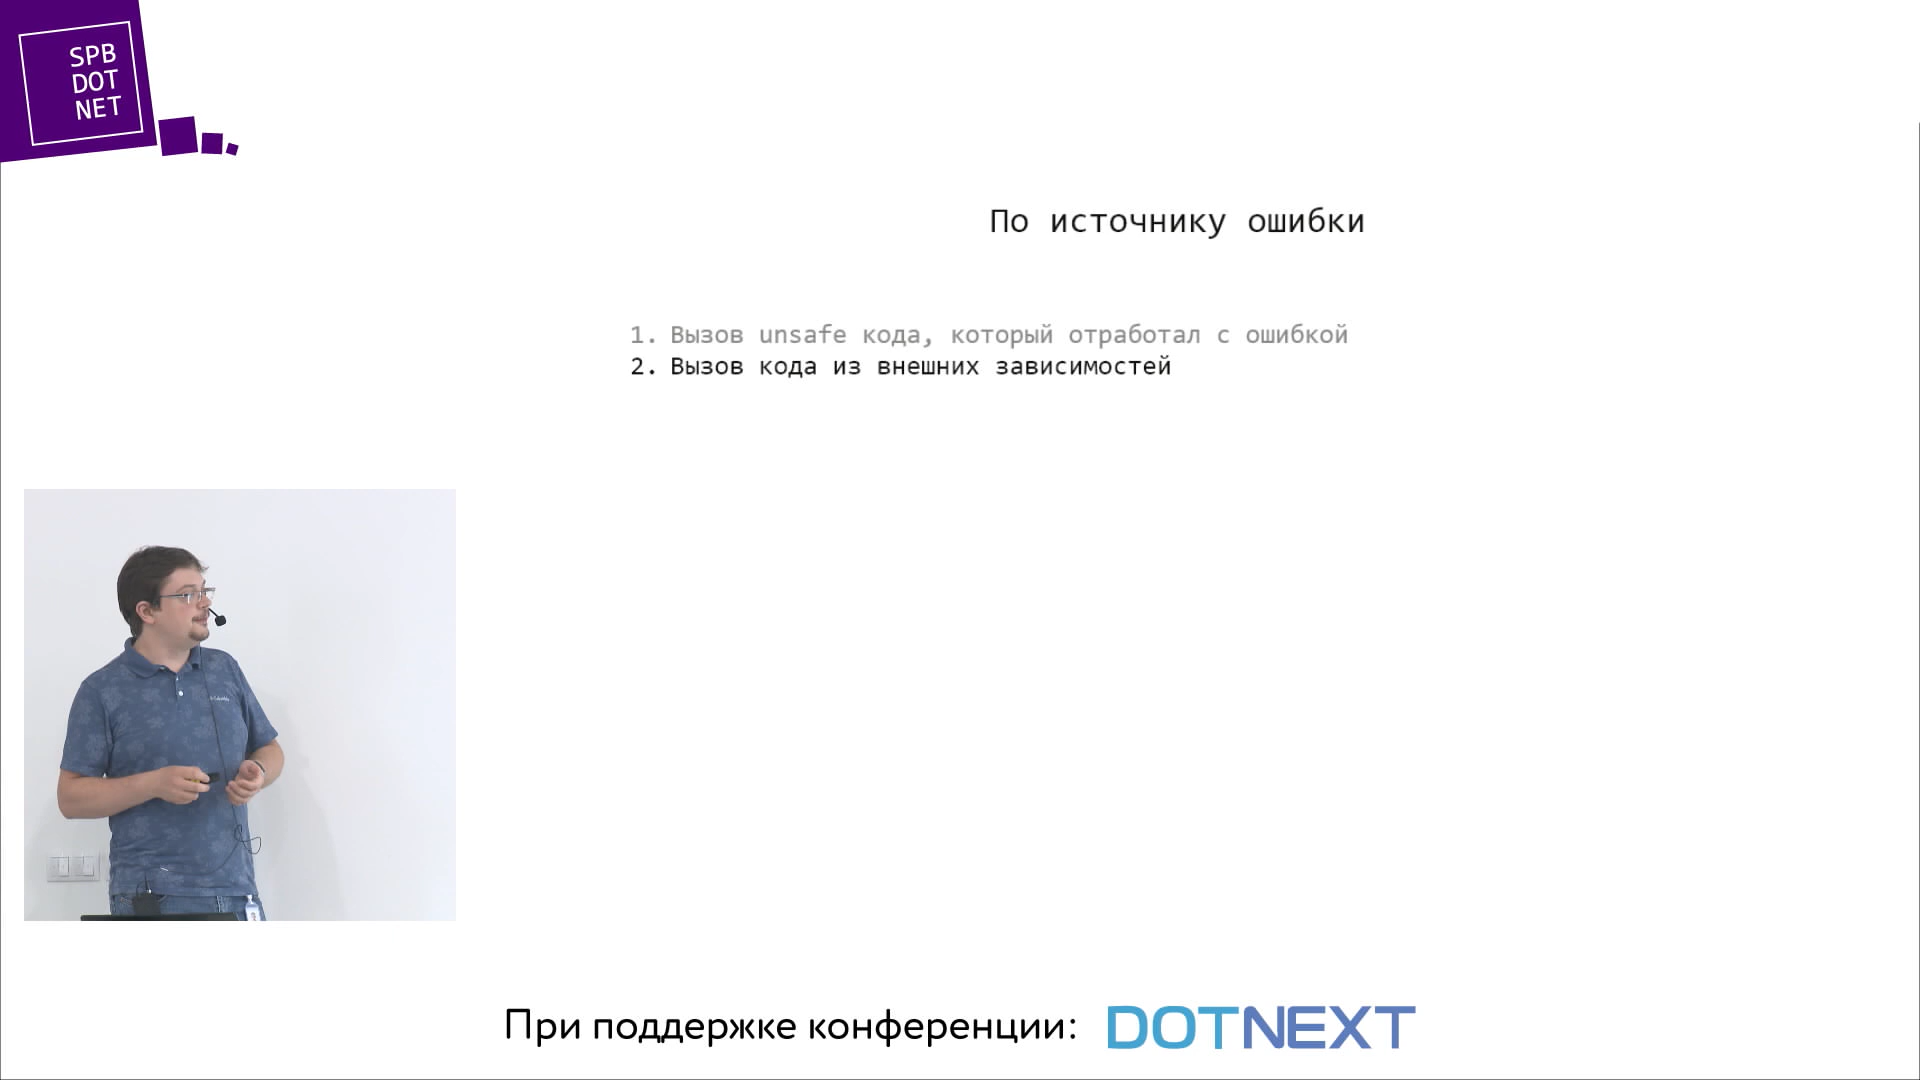 SPB
DOT
NET
По источнику ошибки
1. Вызов unsafe кода, который отработал с ошибкой
2. Вызов кода из внешних зависимостей
При поддержке конференции: DOTNEXT